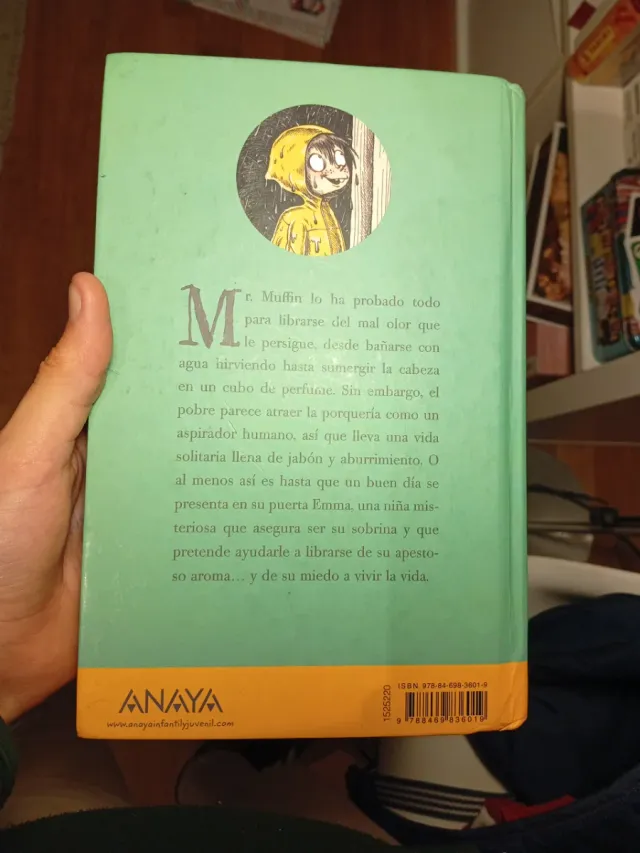 Mr. Muffin lo ha probado todo
para librarse del mal olor que
le persigue, desde bañarse con
agua hirviendo hasta sumergir la cabeza
en un cubo de perfume. Sin embargo, el
pobre parece atraer la porquería como un
aspirador humano, así que lleva una vida
solitaria llena de jabón y aburrimiento. O
al menos así es hasta que un buen día se
presenta en su puerta Emma, una niña mis-
teriosa que asegura ser su sobrina y que
pretende ayudarle a librarse de su apesto-
so aroma... y de su miedo a vivir la vida.
ANAYA
www.anayainfantilyjuvenil.com
1525220
ISBN 978-84-698-3601-9
9 788469 836019